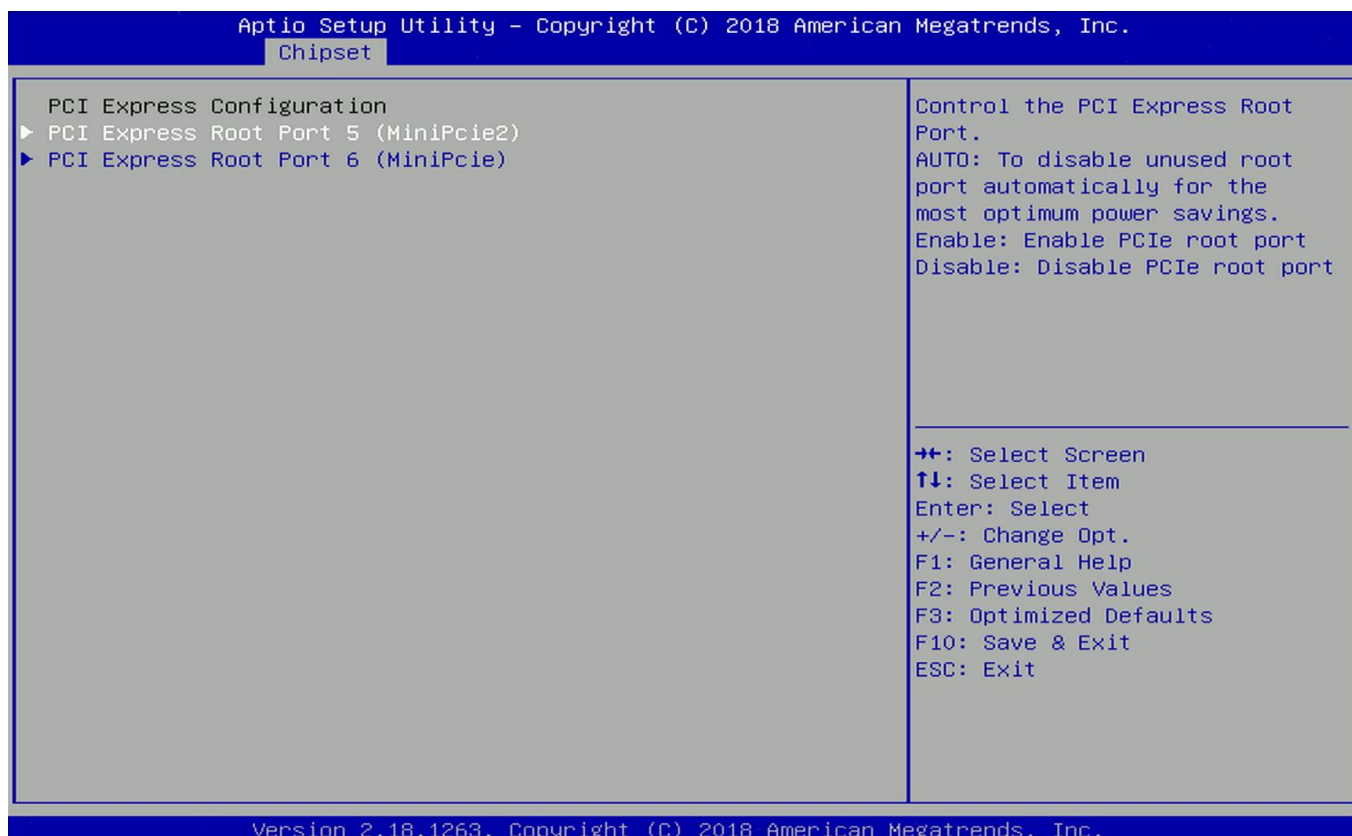 Aptio Setup Utility – Copyright (C) 2018 American Megatrends, Inc.
Chipset
PCI Express Configuration
PCI Express Root Port 5 (MiniPcie2)
PCI Express Root Port 6 (MiniPcie)
Control the PCI Express Root
Port.
AUTO: To disable unused root
port automatically for the
most optimum power savings.
Enable: Enable PCIe root port
Disable: Disable PCIe root port
→←: Select Screen
↑↓: Select Item
Enter: Select
+/-: Change Opt.
F1: General Help
F2: Previous Values
F3: Optimized Defaults
F10: Save & Exit
ESC: Exit
Version 2.18.1263. Copyright (C) 2018 American Megatrends, Inc.